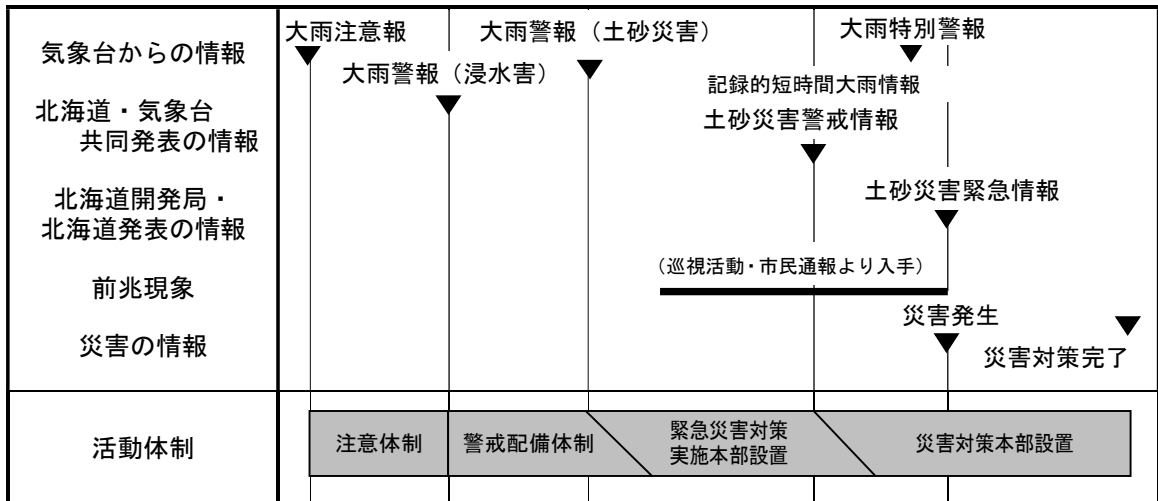 気象台からの情報
大雨注意報
大雨警報（土砂災害）
大雨特別警報
大雨警報（浸水害）
記録的短時間大雨情報
北海道・気象台
共同発表の情報
土砂災害警戒情報
北海道開発局・
北海道発表の情報
土砂災害緊急情報
前兆現象
（巡視活動・市民通報より入手）
災害の情報
災害発生
災害対策完了
活動体制
注意体制
警戒配備体制
緊急災害対策
実施本部設置
災害対策本部設置